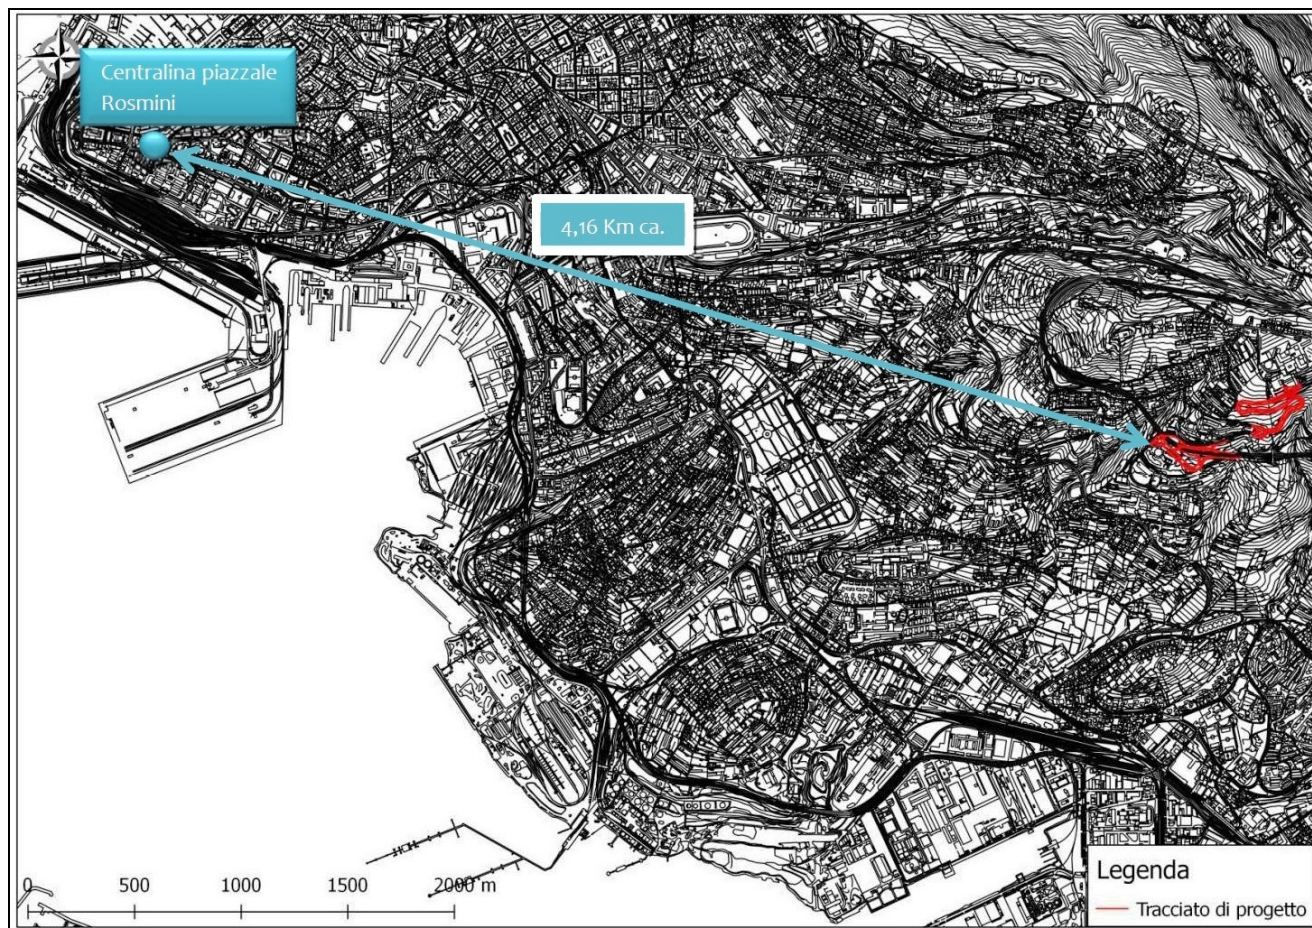 Centralina piazzale
Rosmini
4,16 Km ca.
0 500 1000 1500 2000 m
Legenda
Tracciato di progetto